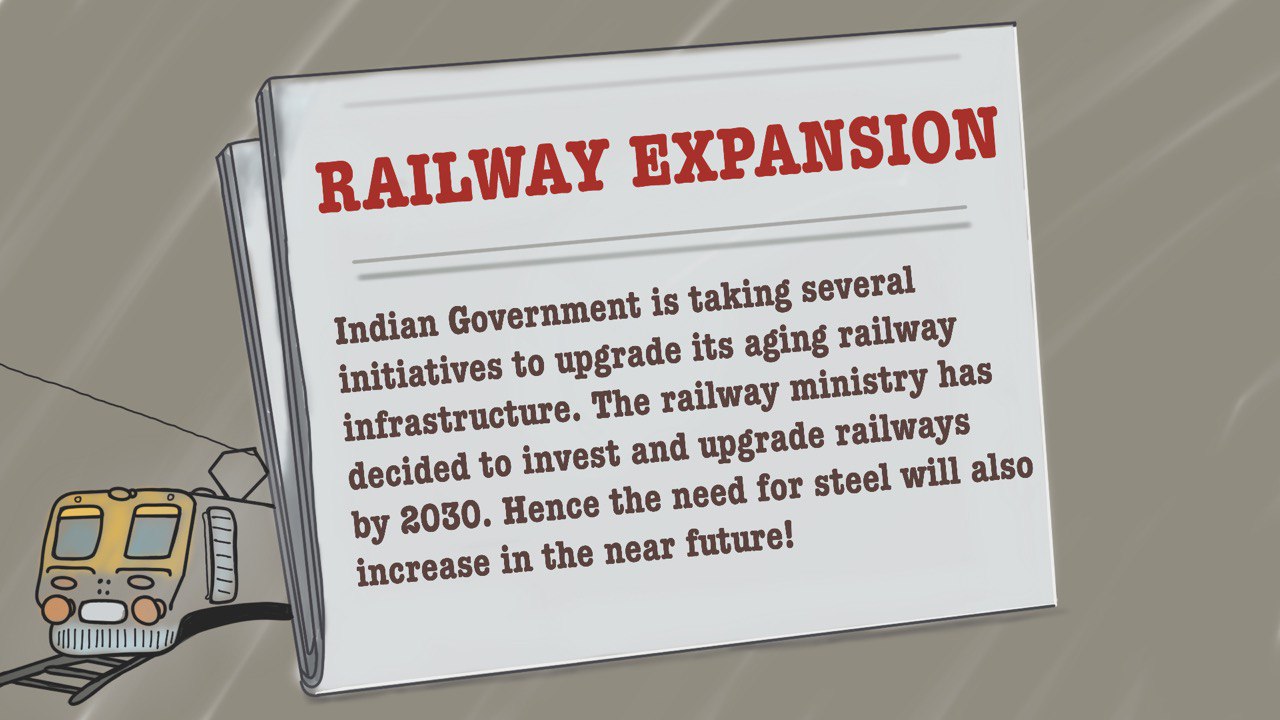 RAILWAY EXPANSION
Indian Government is taking several
initiatives to upgrade its aging railway
infrastructure. The railway ministry has
decided to invest and upgrade railways
by 2030. Hence the need for steel will also
increase in the near future!